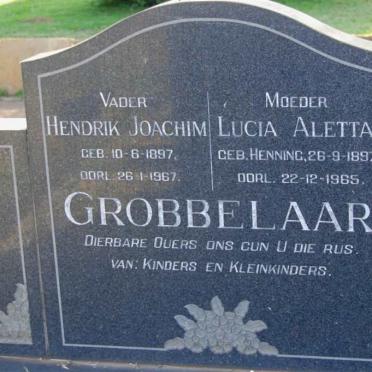 VADER
HENDRIK JOACHIM
GEB. 10-6-1897.
OORL. 26-1-1967.
MOEDER
LUCIA ALETTA
GEB. HENNING, 26-9-1897
OORL. 22-12-1965.
GROBBELAAR
DIERBARE OUERS ONS GUN U DIE RUS.
VAN: KINDERS EN KLEINKINDERS.